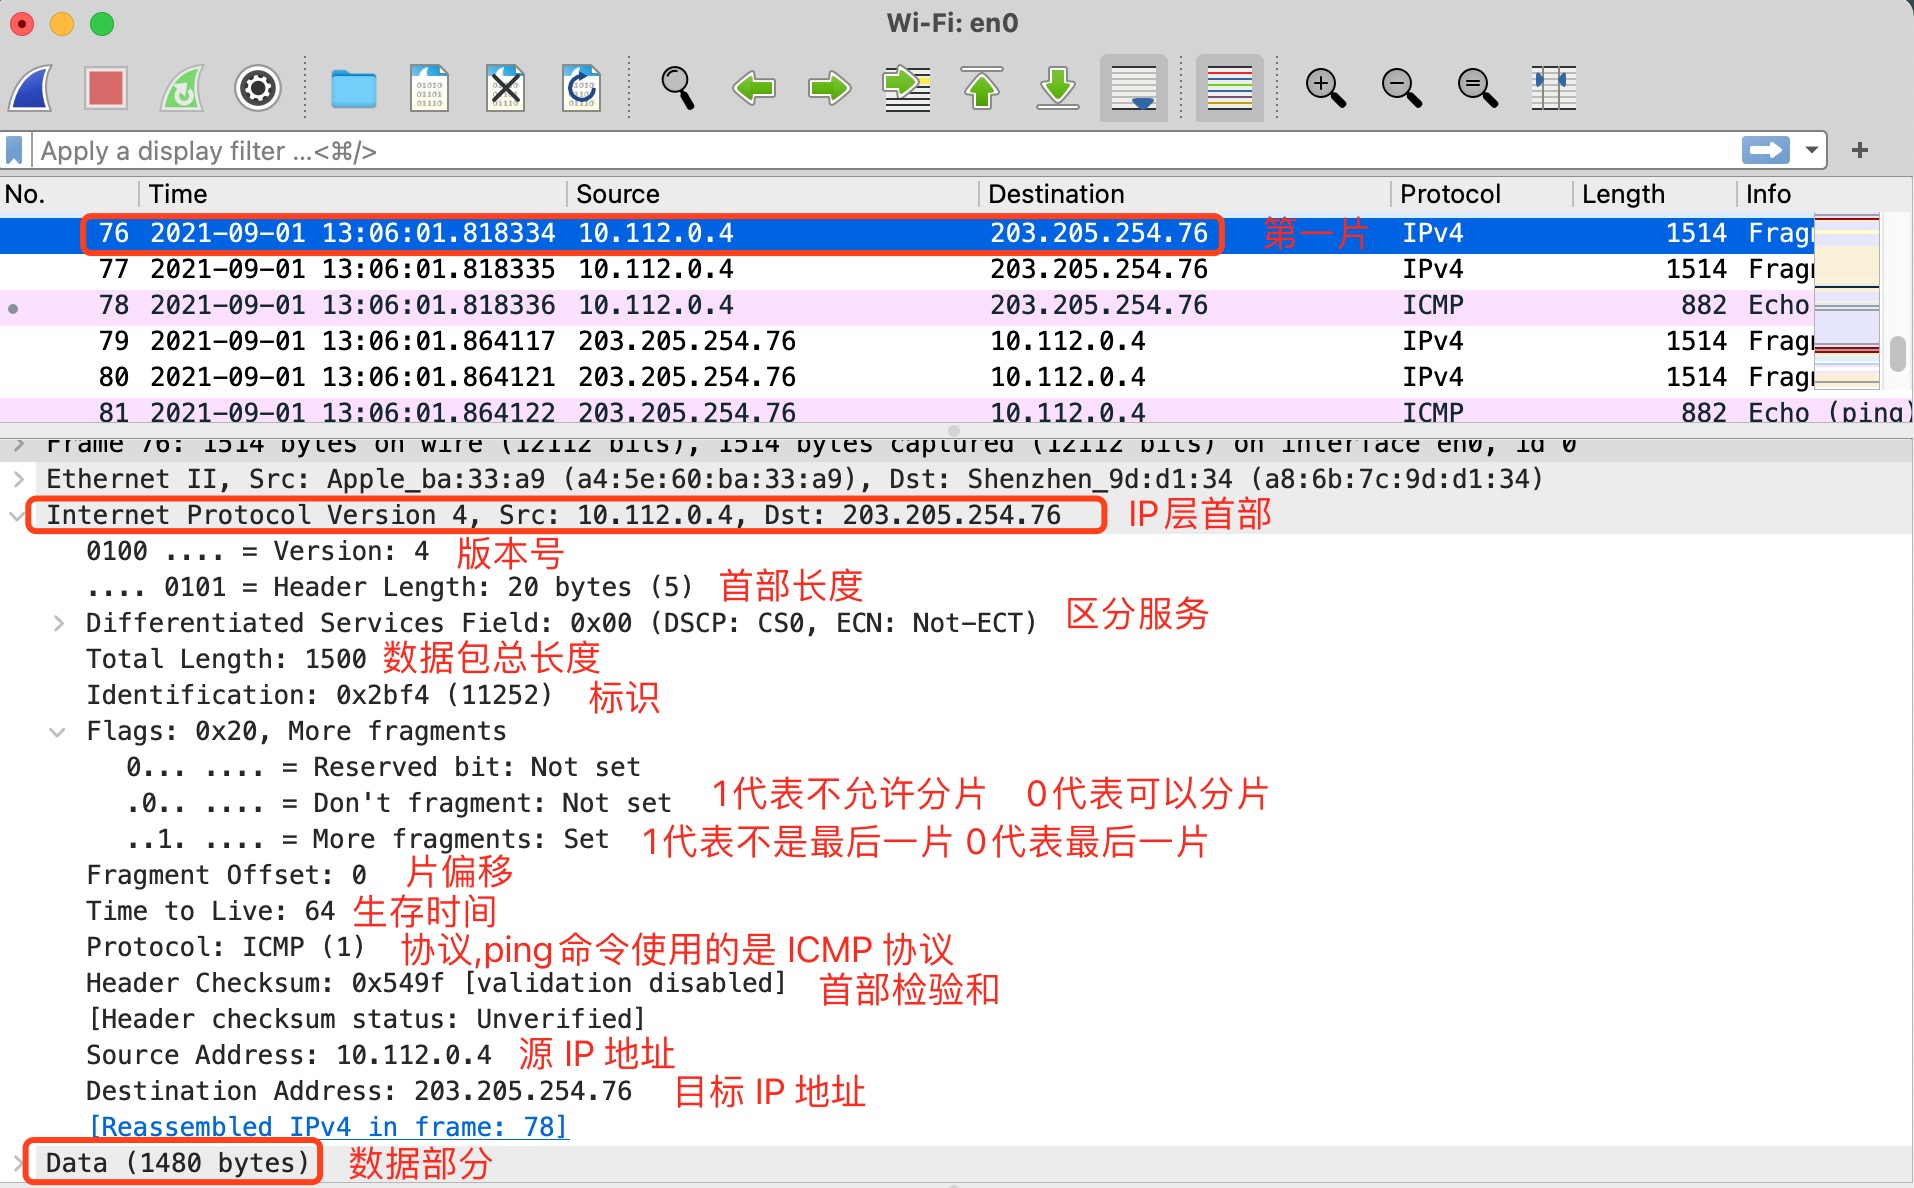 Wi-Fi: en0
Apply a display filter ...<⌘/>
No. Time Source Destination Protocol Length Info
76 2021-09-01 13:06:01.818334 10.112.0.4 203.205.254.76 第一片 IPv4 1514
77 2021-09-01 13:06:01.818335 10.112.0.4 203.205.254.76 IPv4 1514
78 2021-09-01 13:06:01.818336 10.112.0.4 203.205.254.76 ICMP 882 Echo
79 2021-09-01 13:06:01.864117 203.205.254.76 10.112.0.4 IPv4 1514
80 2021-09-01 13:06:01.864121 203.205.254.76 10.112.0.4 IPv4 1514
81 2021-09-01 13:06:01.864122 203.205.254.76 10.112.0.4 ICMP 882 Echo (ping)
Frame 76: 1514 bytes on wire (12112 bits), 1514 bytes captured (12112 bits) on interface en0, id 0
Ethernet II, Src: Apple_ba:33:a9 (a4:5e:60:ba:33:a9), Dst: Shenzhen_9d:d1:34 (a8:6b:7c:9d:d1:34)
Internet Protocol Version 4, Src: 10.112.0.4, Dst: 203.205.254.76 IP层首部
0100 .... = Version: 4 版本号
.... 0101 = Header Length: 20 bytes (5) 首部长度
Differentiated Services Field: 0x00 (DSCP: CS0, ECN: Not-ECT) 区分服务
Total Length: 1500 数据包总长度
Identification: 0x2bf4 (11252) 标识
Flags: 0x20, More fragments
0... .... = Reserved bit: Not set
.0.. .... = Don't fragment: Not set 1代表不允许分片 0代表可以分片
..1. .... = More fragments: Set 1代表不是最后一片 0代表最后一片
Fragment Offset: 0 片偏移
Time to Live: 64 生存时间
Protocol: ICMP (1) 协议,ping命令使用的是 ICMP 协议
Header Checksum: 0x549f [validation disabled] 首部检验和
[Header checksum status: Unverified]
Source Address: 10.112.0.4 源 IP 地址
Destination Address: 203.205.254.76 目标 IP 地址
[Reassembled IPv4 in frame: 78]
Data (1480 bytes) 数据部分